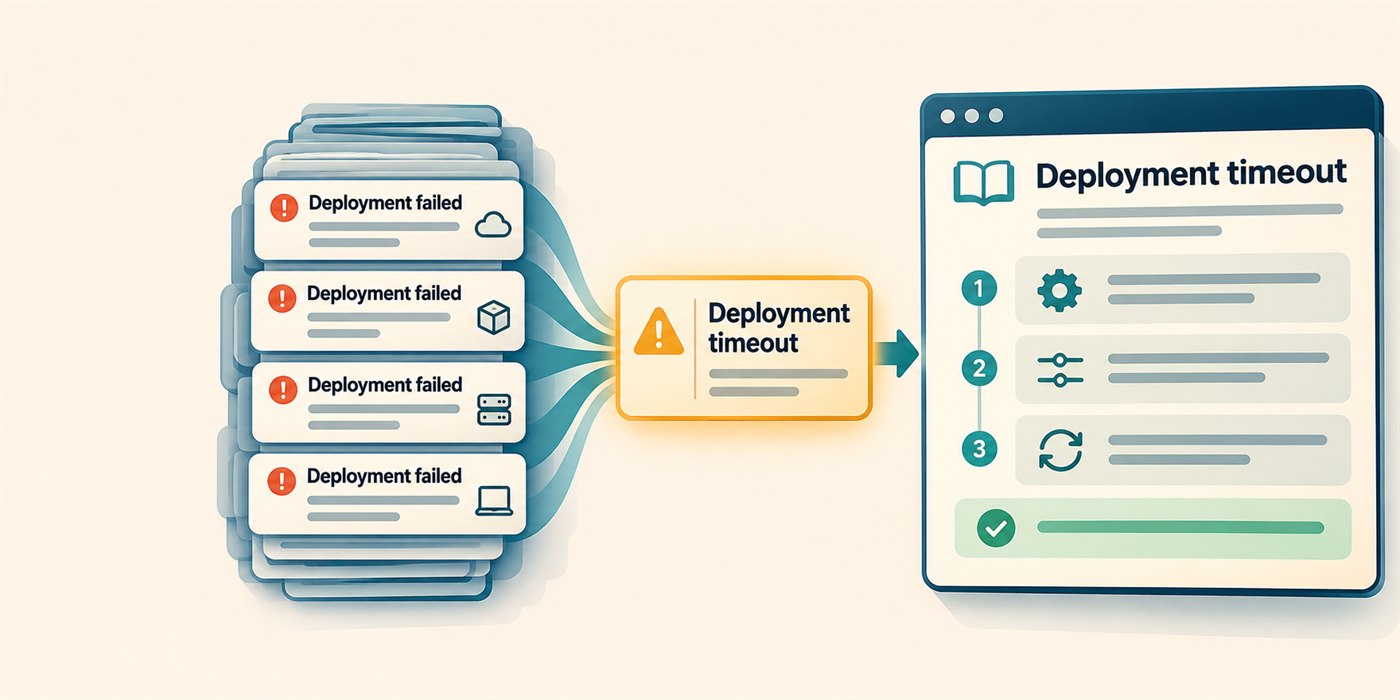 Deployment failed
Deployment failed
Deployment failed
Deployment failed
Deployment
timeout
Deployment timeout
1
2
3